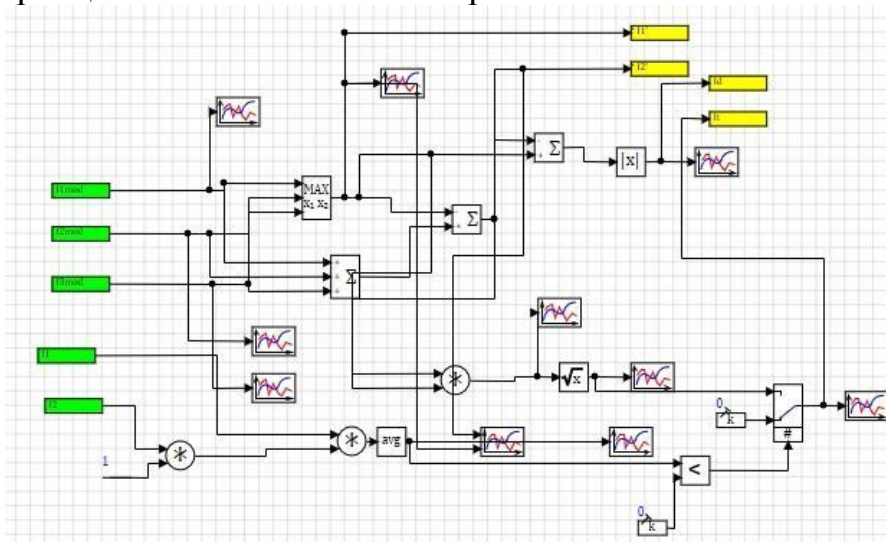 I1'
I2'
Id
It
I1mod
MAX
x₁ x₂
Σ
|x|
I2mod
Σ
I3mod
Σ
I1
√x
*
I2
0
k
#
1
*
*
avg
<
0
k